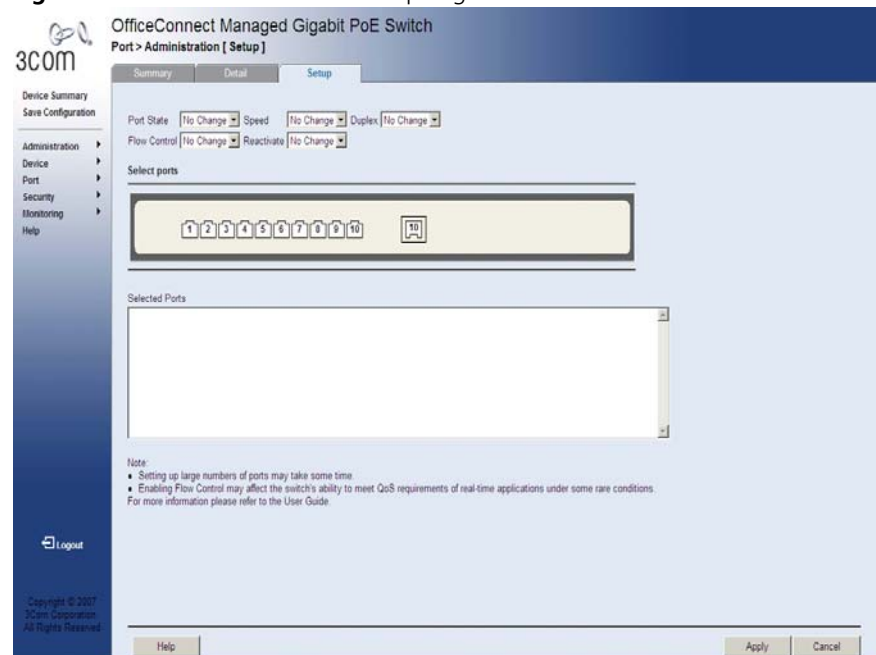 OfficeConnect Managed Gigabit PoE Switch
Port > Administration [ Setup ]
3COM
Summary Detail Setup
Device Summary
Save Configuration
Administration
Device
Port
Security
Monitoring
Help
Port State No Change Speed No Change Duplex No Change
Flow Control No Change Reactivate No Change
Select ports
1 2 3 4 5 6 7 8 9 10 10
Selected Ports
Note:
• Setting up large numbers of ports may take some time.
• Enabling Flow Control may affect the switch's ability to meet QoS requirements of real-time applications under some rare conditions.
For more information please refer to the User Guide.
Logout
Copyright © 2007
3Com Corporation.
All Rights Reserved.
Help Apply Cancel